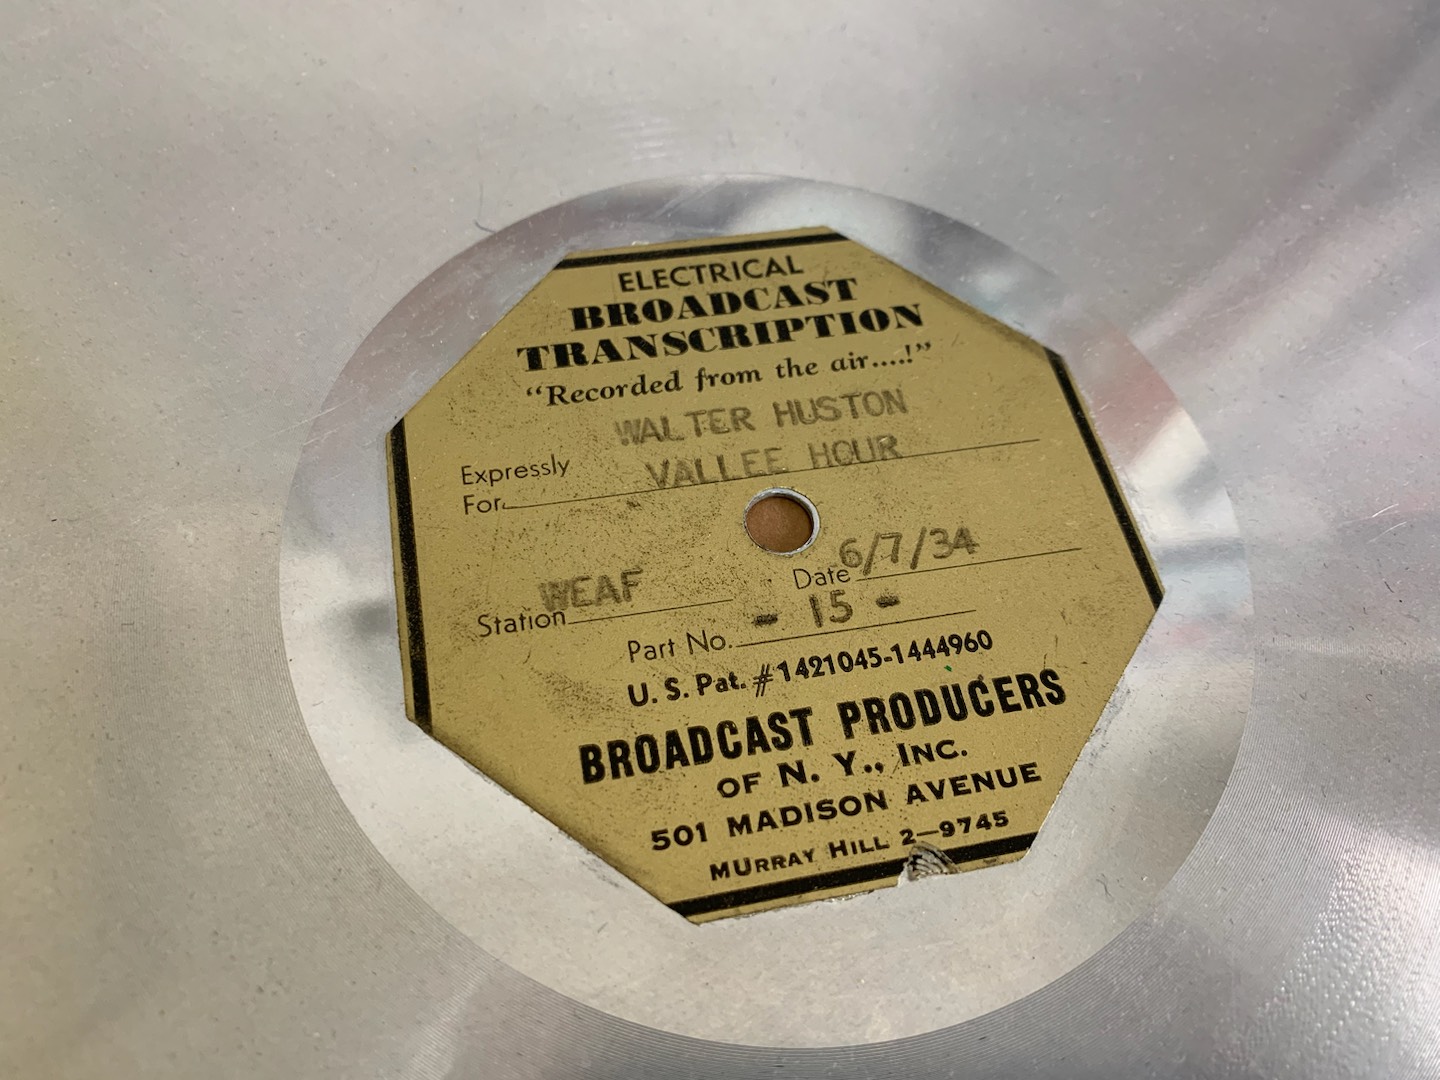 ELECTRICAL
BROADCAST
TRANSCRIPTION
“Recorded from the air....!”
WALTER HUSTON
Expressly
For VALLEE HOUR
Station WEAF Date 6/7/34
Part No. - 15 -
U. S. Pat. #1421045-1444960
BROADCAST PRODUCERS
OF N. Y., INC.
501 MADISON AVENUE
MURRAY HILL 2—9745